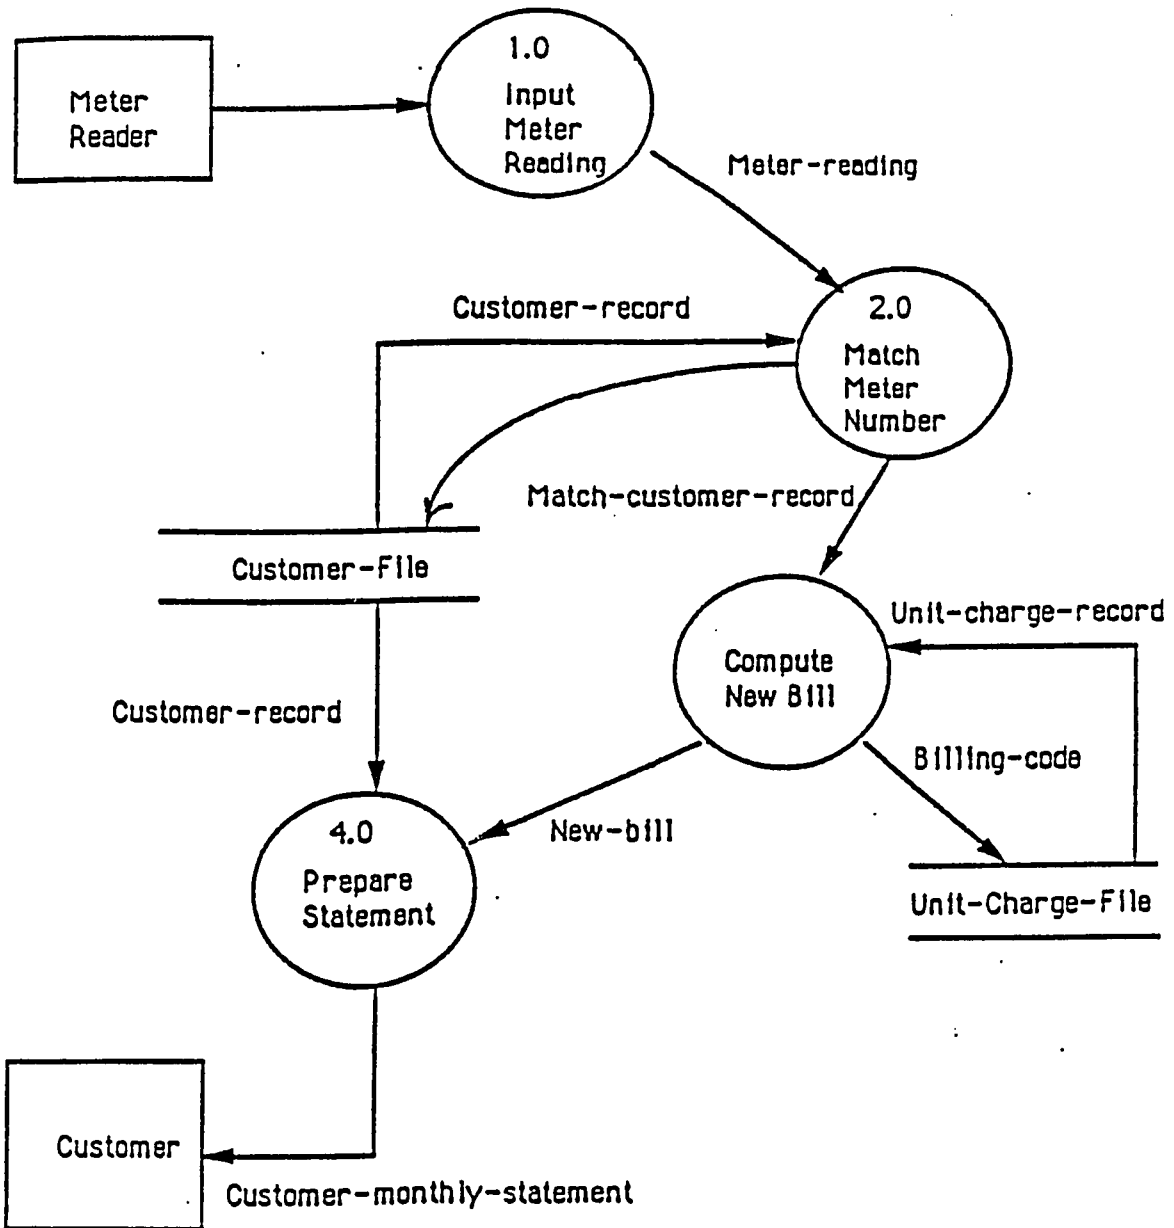 1.0
Input
Meter
Reading
Meter
Reader
Meter-reading
Customer-record
2.0
Match
Meter
Number
Match-customer-record
Customer-File
Unit-charge-record
Compute
New Bill
Customer-record
Billing-code
4.0
Prepare
Statement
New-bill
Unit-Charge-File
Customer
Customer-monthly-statement